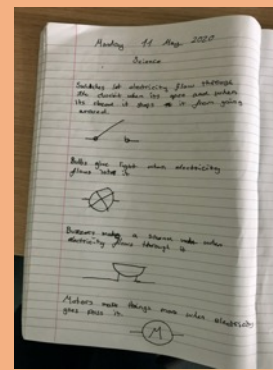 Monday 11 May 2020
Science
Switches let electricity flow through
the circuit when its open and when
its closed it stops it from going
around.
Bulbs give light when electricity
flows into it
Buzzers making a sound when
electricity flows through it
Motors make things move when electricity
goes pass it.
M